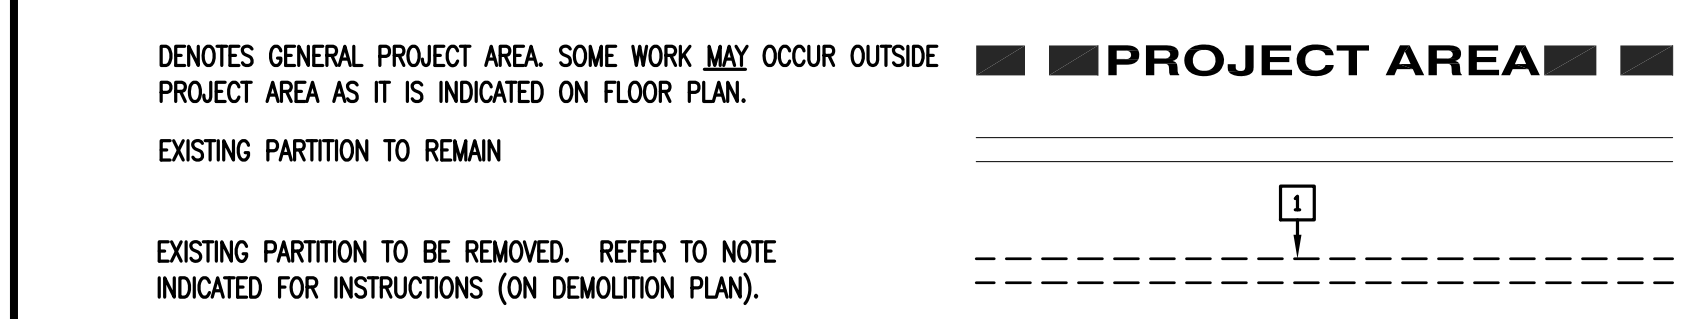 DENOTES GENERAL PROJECT AREA. SOME WORK MAY OCCUR OUTSIDE
PROJECT AREA AS IT IS INDICATED ON FLOOR PLAN.
PROJECT AREA
EXISTING PARTITION TO REMAIN
1
EXISTING PARTITION TO BE REMOVED. REFER TO NOTE
INDICATED FOR INSTRUCTIONS (ON DEMOLITION PLAN).